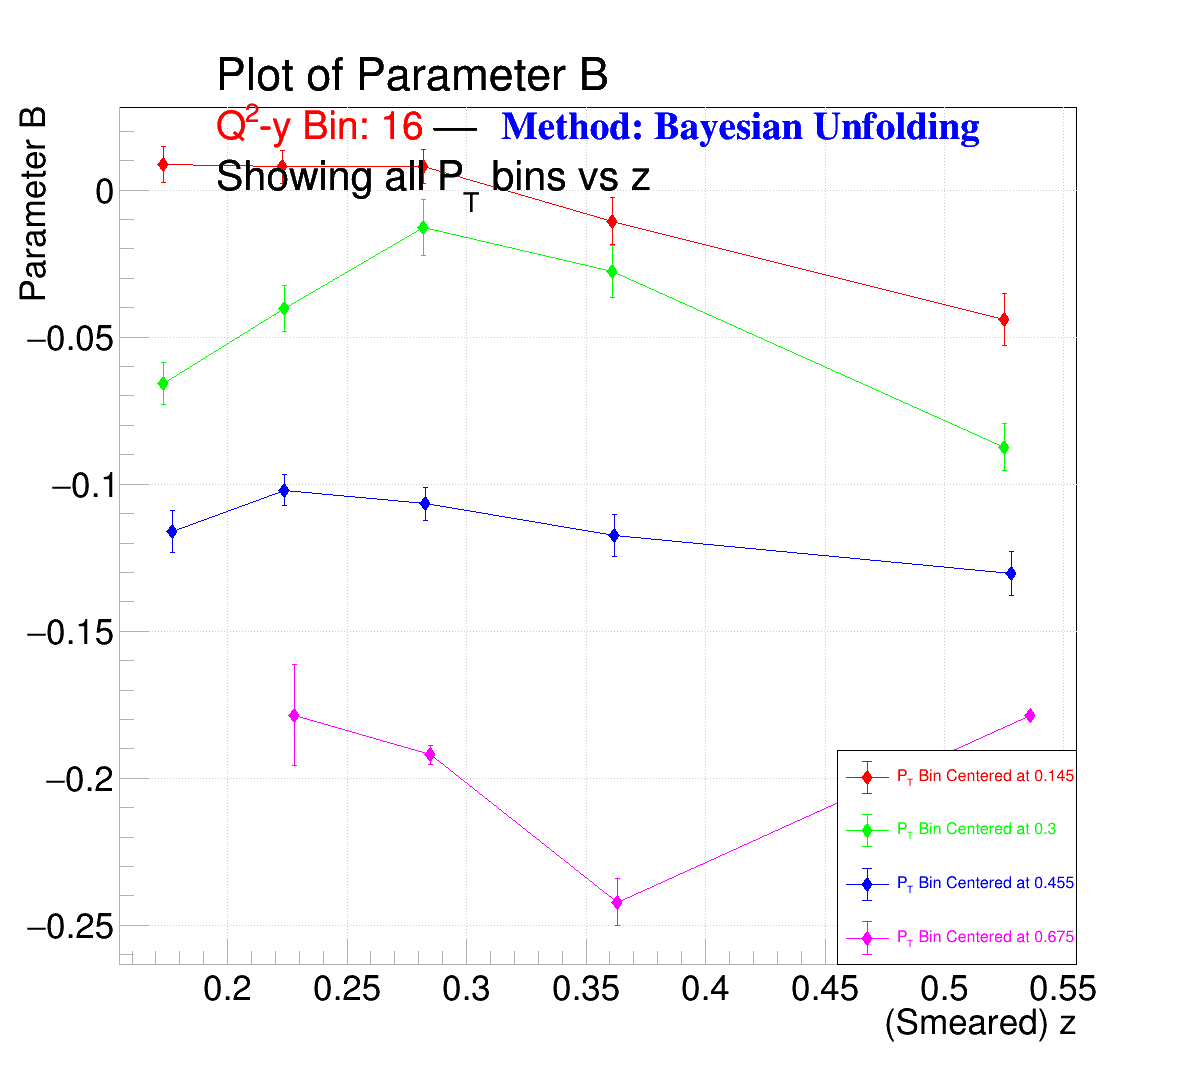 Plot of Parameter B
Q2-y Bin: 16 — Method: Bayesian Unfolding
Showing all PT bins vs z
Parameter B
0
−0.05
−0.1
−0.15
−0.2
−0.25
PT Bin Centered at 0.145
PT Bin Centered at 0.3
PT Bin Centered at 0.455
PT Bin Centered at 0.675
0.2 0.25 0.3 0.35 0.4 0.45 0.5 0.55
(Smeared) z